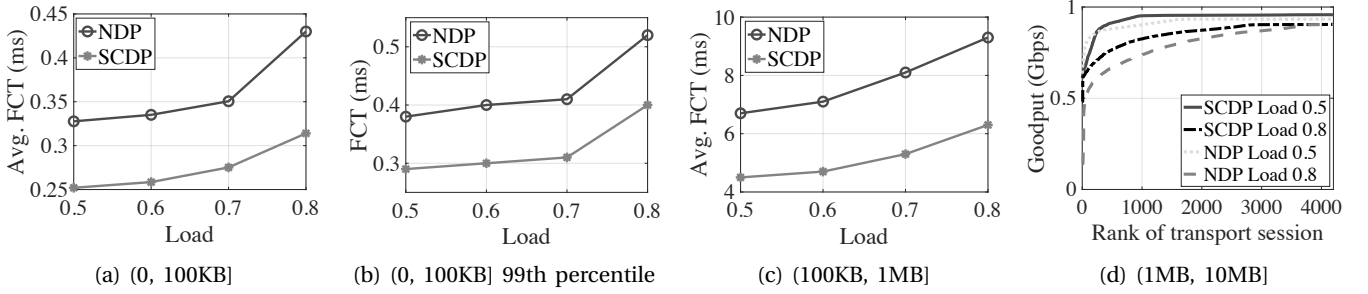 0.45
0.4
0.35
0.3
0.25
Avg. FCT (ms)
NDP
SCDP
0.5 0.6 0.7 0.8
Load
(a) (0, 100KB]
0.5
0.4
0.3
FCT (ms)
NDP
SCDP
0.5 0.6 0.7 0.8
Load
(b) (0, 100KB] 99th percentile
10
8
6
4
Avg. FCT (ms)
NDP
SCDP
0.5 0.6 0.7 0.8
Load
(c) (100KB, 1MB]
1
0.5
0
Goodput (Gbps)
SCDP Load 0.5
SCDP Load 0.8
NDP Load 0.5
NDP Load 0.8
0 1000 2000 3000 4000
Rank of transport session
(d) (1MB, 10MB]